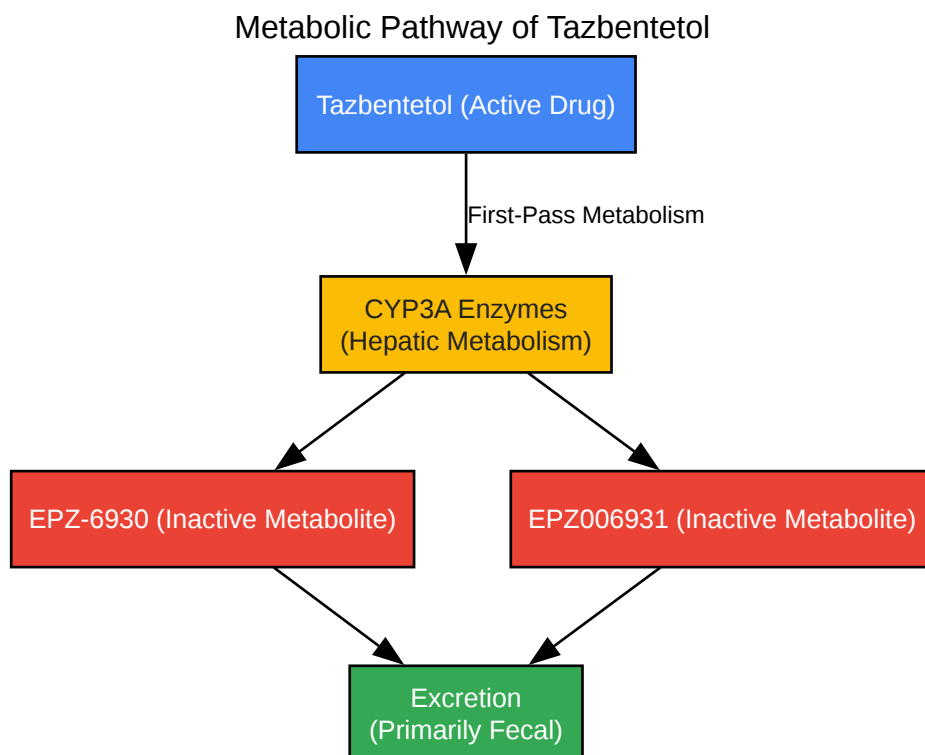 Metabolic Pathway of Tazbentetol
Tazbentetol (Active Drug)
First-Pass Metabolism
CYP3A Enzymes
(Hepatic Metabolism)
EPZ-6930 (Inactive Metabolite)
EPZ006931 (Inactive Metabolite)
Excretion
(Primarily Fecal)